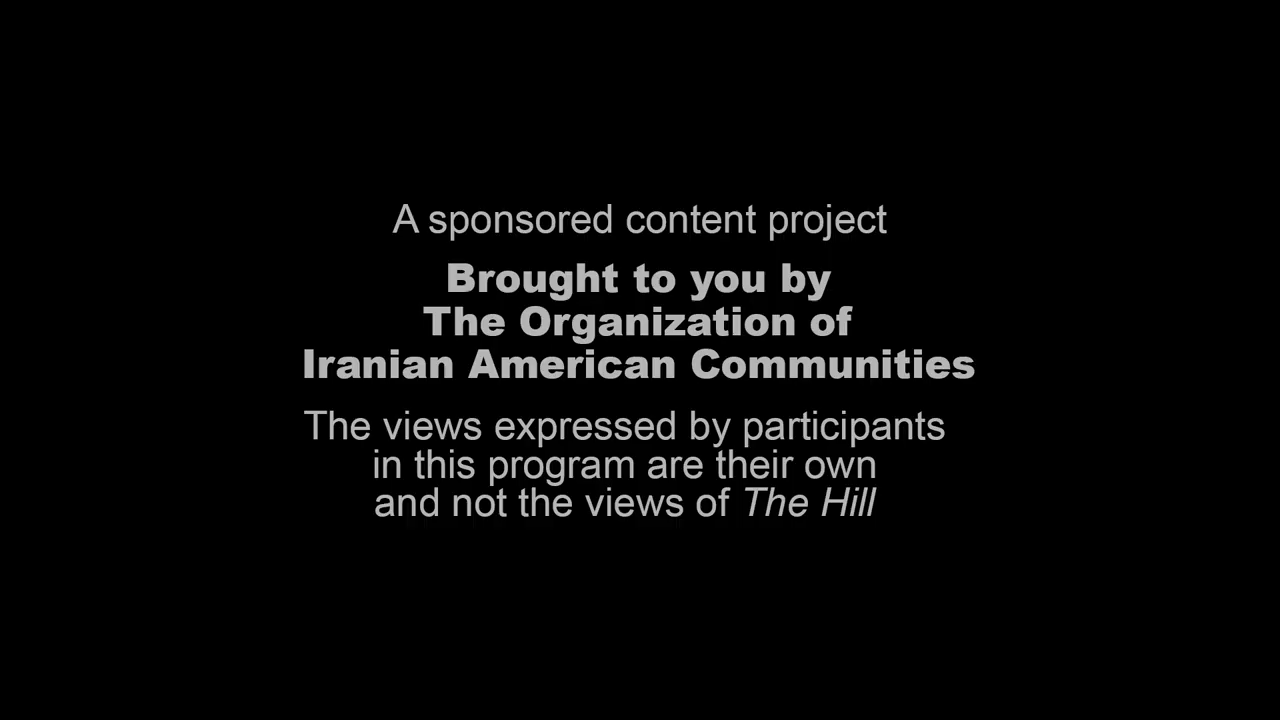 A sponsored content project
Brought to you by
The Organization of
Iranian American Communities
The views expressed by participants
in this program are their own
and not the views of The Hill